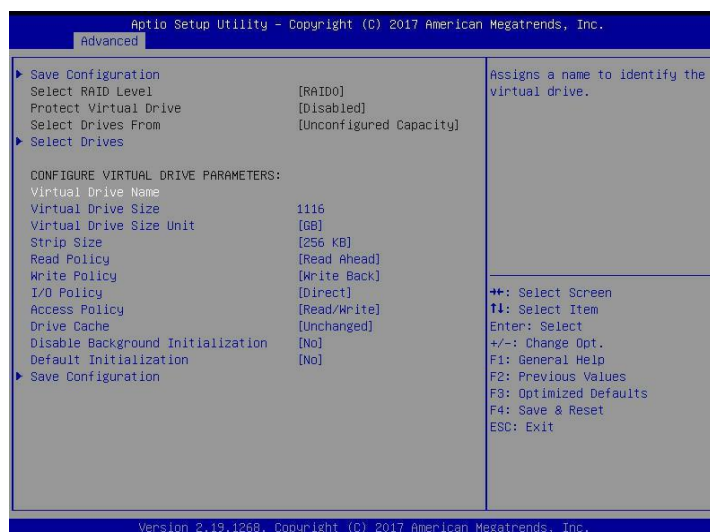 Aptio Setup Utility – Copyright (C) 2017 American Megatrends, Inc.
Advanced
Save Configuration
Select RAID Level [RAID0]
Protect Virtual Drive [Disabled]
Select Drives From [Unconfigured Capacity]
Select Drives
CONFIGURE VIRTUAL DRIVE PARAMETERS:
Virtual Drive Name
Virtual Drive Size 1116
Virtual Drive Size Unit [GB]
Strip Size [256 KB]
Read Policy [Read Ahead]
Write Policy [Write Back]
I/O Policy [Direct]
Access Policy [Read/Write]
Drive Cache [Unchanged]
Disable Background Initialization [No]
Default Initialization [No]
Save Configuration
Assigns a name to identify the
virtual drive.
→←: Select Screen
↑↓: Select Item
Enter: Select
+/-: Change Opt.
F1: General Help
F2: Previous Values
F3: Optimized Defaults
F4: Save & Reset
ESC: Exit
Version 2.19.1268. Copyright (C) 2017 American Megatrends, Inc.